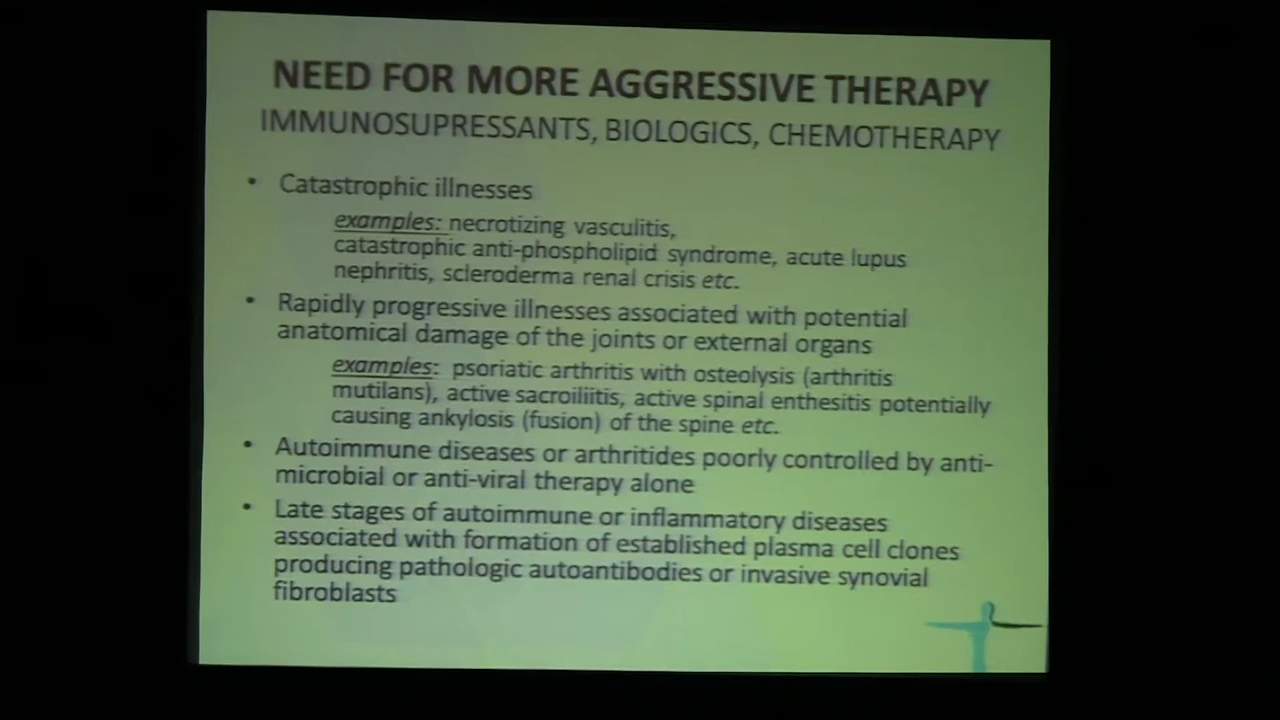 NEED FOR MORE AGGRESSIVE THERAPY
IMMUNOSUPRESSANTS, BIOLOGICS, CHEMOTHERAPY
• Catastrophic illnesses
examples: necrotizing vasculitis,
catastrophic anti-phospholipid syndrome, acute lupus
nephritis, scleroderma renal crisis etc.
• Rapidly progressive illnesses associated with potential
anatomical damage of the joints or external organs
examples: psoriatic arthritis with osteolysis (arthritis
mutilans), active sacroiliitis, active spinal enthesitis potentially
causing ankylosis (fusion) of the spine etc.
• Autoimmune diseases or arthritides poorly controlled by anti-
microbial or anti-viral therapy alone
• Late stages of autoimmune or inflammatory diseases
associated with formation of established plasma cell clones
producing pathologic autoantibodies or invasive synovial
fibroblasts